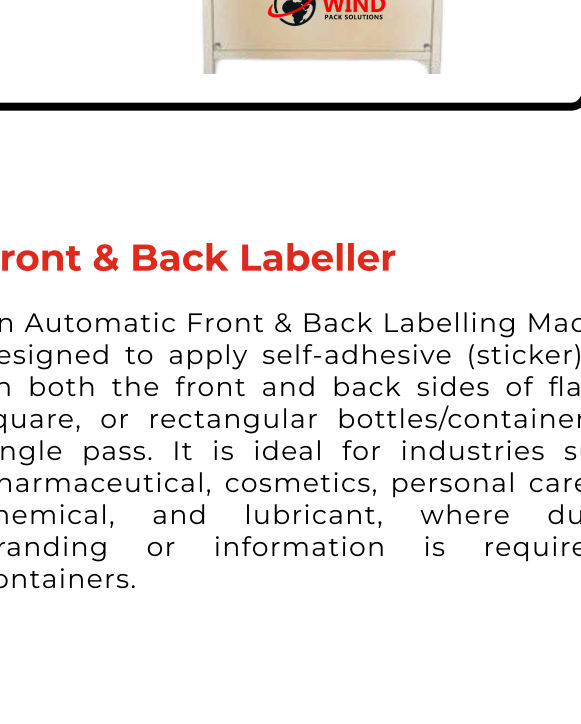 WIND
PACK SOLUTIONS
ront & Back Labeller
n Automatic Front & Back Labelling Mac
esigned to apply self-adhesive (sticker)
n both the front and back sides of fla
quare, or rectangular bottles/container
ngle pass. It is ideal for industries su
harmaceutical, cosmetics, personal care
hemical, and lubricant, where du
randing or information is require
ontainers.